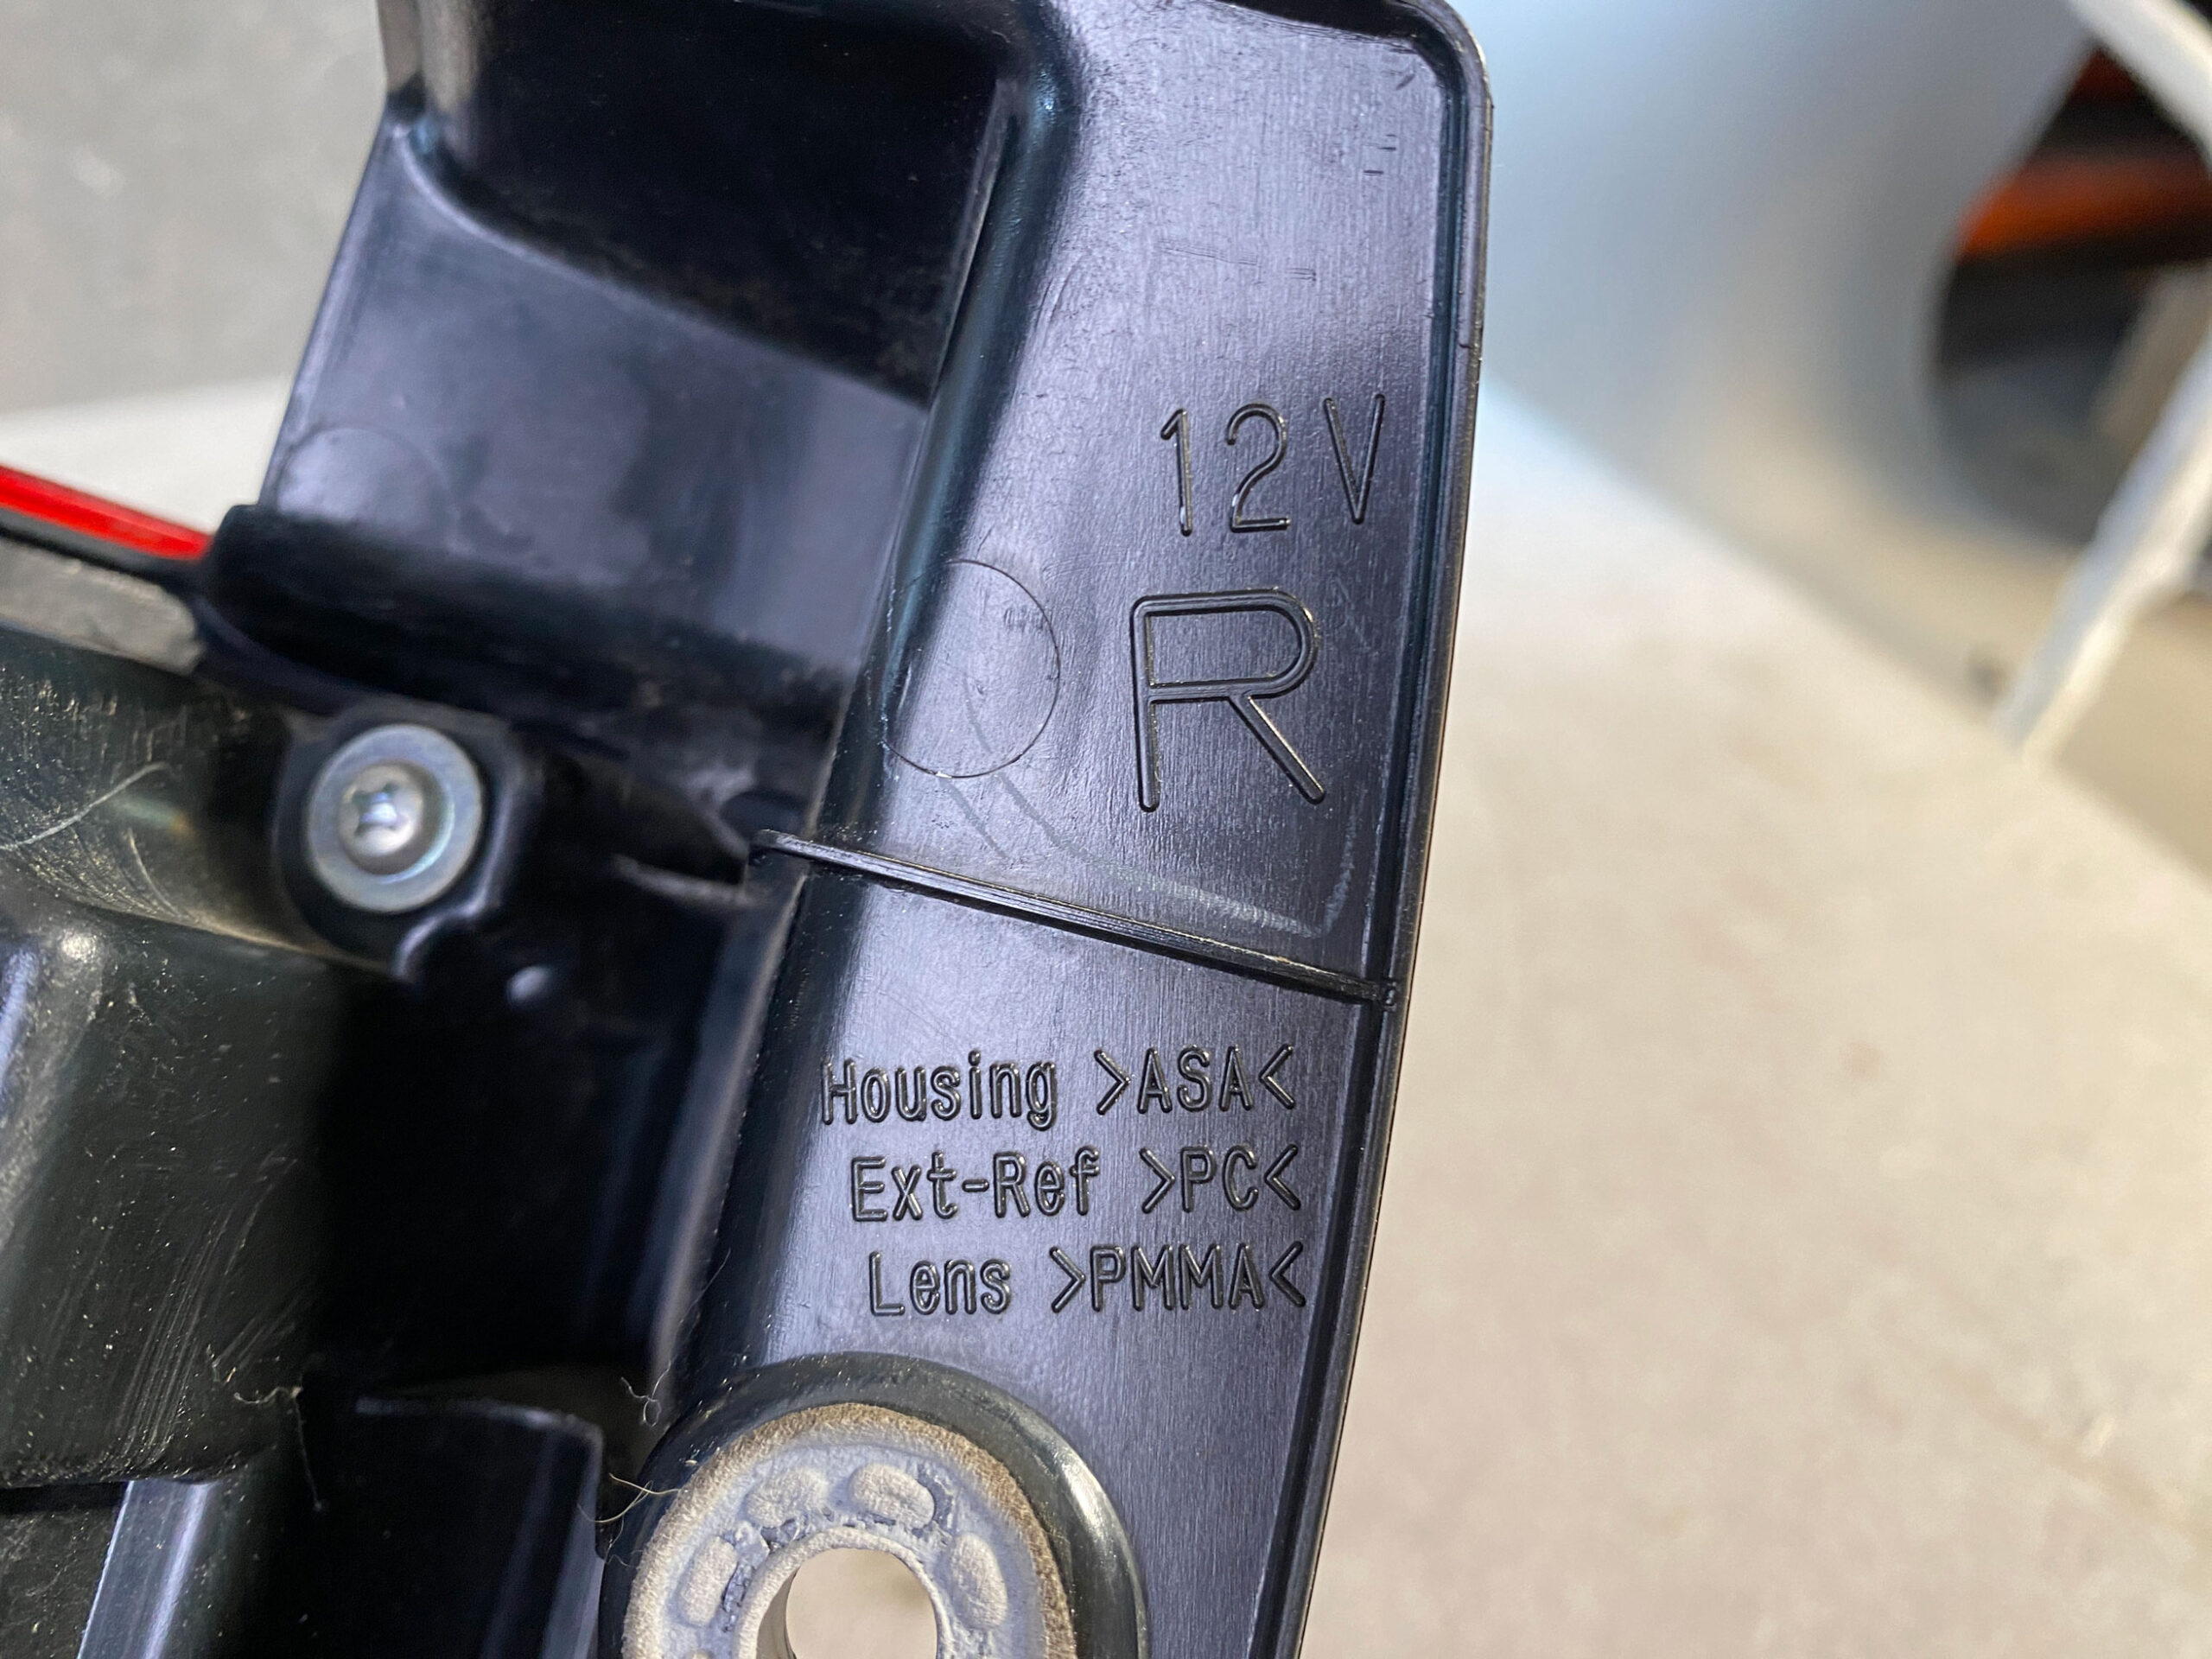 12V
R
Housing >ASA<
Ext-Ref >PC<
Lens >PMMA<